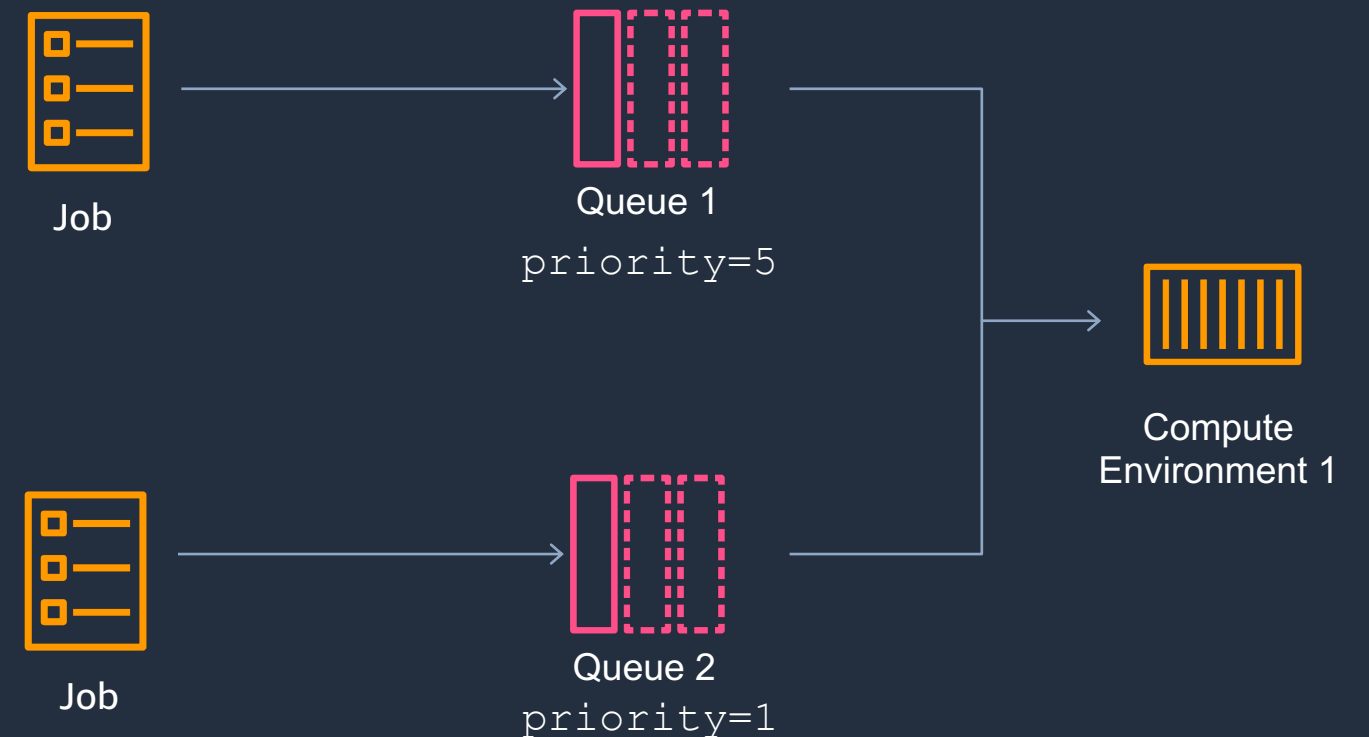 Job
Queue 1
priority=5
Compute
Environment 1
Job
Queue 2
priority=1